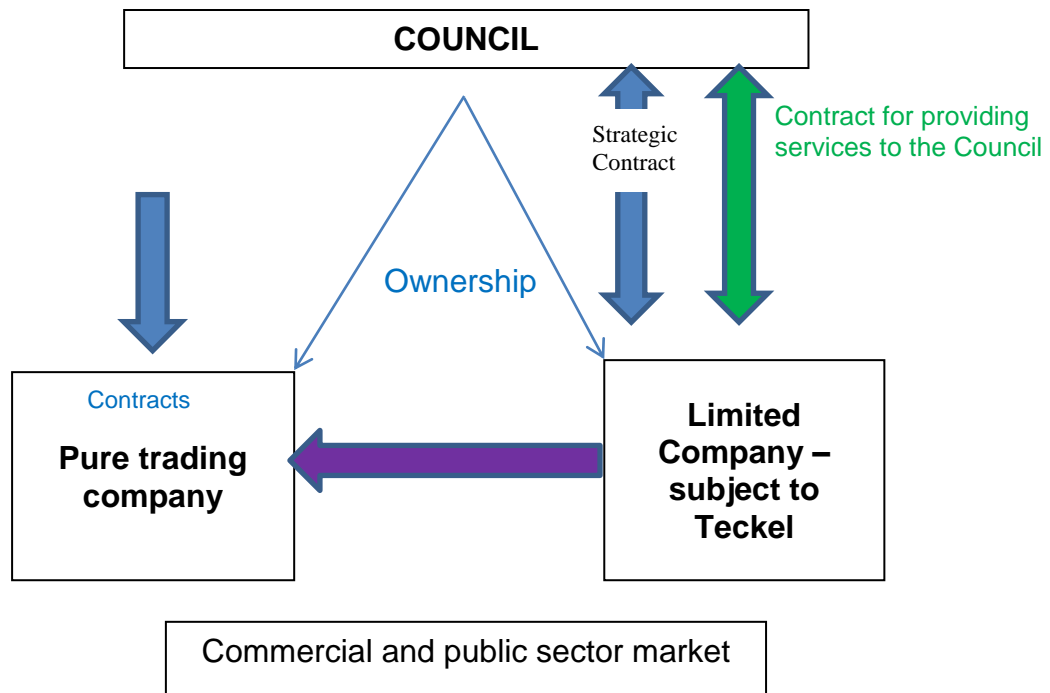 COUNCIL
Strategic
Contract
Contract for providing
services to the Council
Ownership
Contracts
Pure trading
company
Limited
Company –
subject to
Teckel
Commercial and public sector market